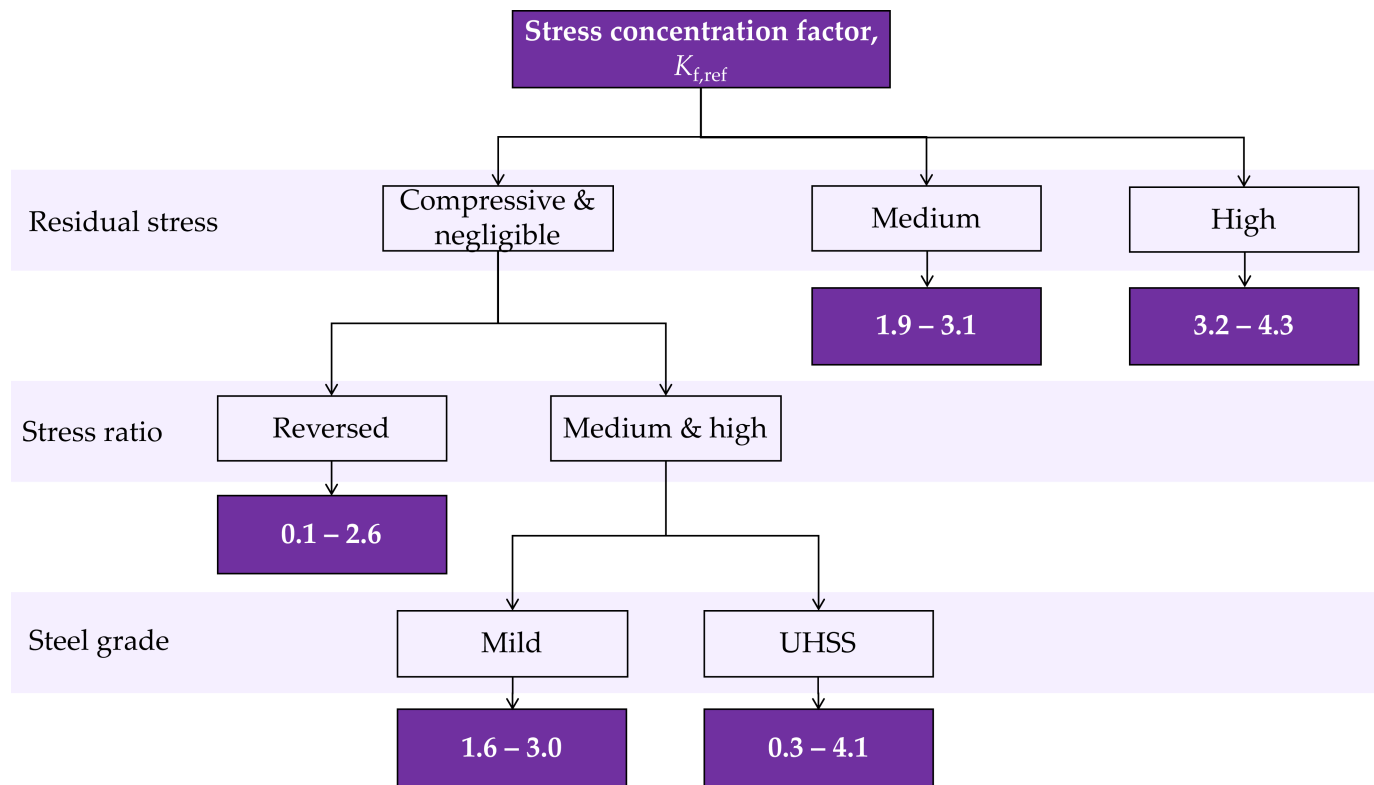 Stress concentration factor,
K_f,ref
Residual stress
Compressive &
negligible
Medium
High
1.9 – 3.1
3.2 – 4.3
Stress ratio
Reversed
Medium & high
0.1 – 2.6
Steel grade
Mild
UHSS
1.6 – 3.0
0.3 – 4.1